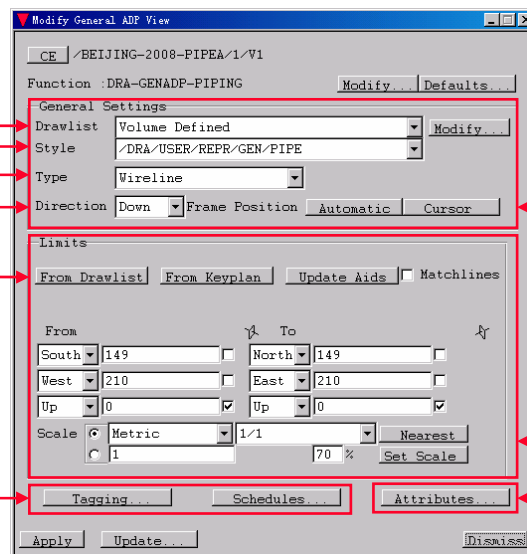 Modify General ADP View
CE /BEIJING-2008-PIPEA/1/V1
Function :DRA-GENADP-PIPING Modify... Defaults...
General Settings
Drawlist Volume Defined Modify...
Style /DRA/USER/REPR/GEN/PIPE
Type Wireline
Direction Down Frame Position Automatic Cursor
Limits
From Drawlist From Keyplan Update Aids Matchlines
From To
South 149 North 149
West 210 East 210
Up 0 Up 0
Scale Metric 1/1 Nearest
1 70 % Set Scale
Tagging... Schedules... Attributes...
Apply Update... Dismiss